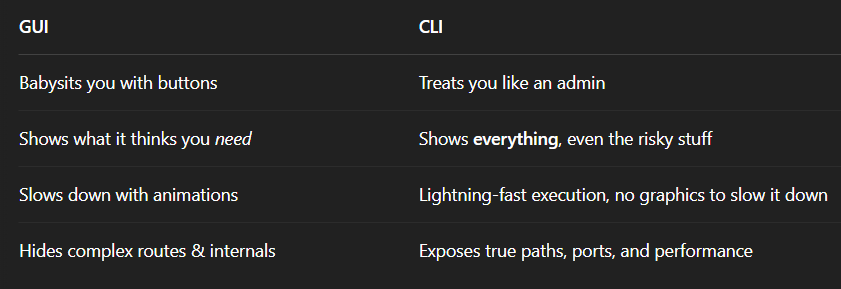 GUI CLI
Babysits you with buttons Treats you like an admin
Shows what it thinks you need Shows everything, even the risky stuff
Slows down with animations Lightning-fast execution, no graphics to slow it down
Hides complex routes & internals Exposes true paths, ports, and performance